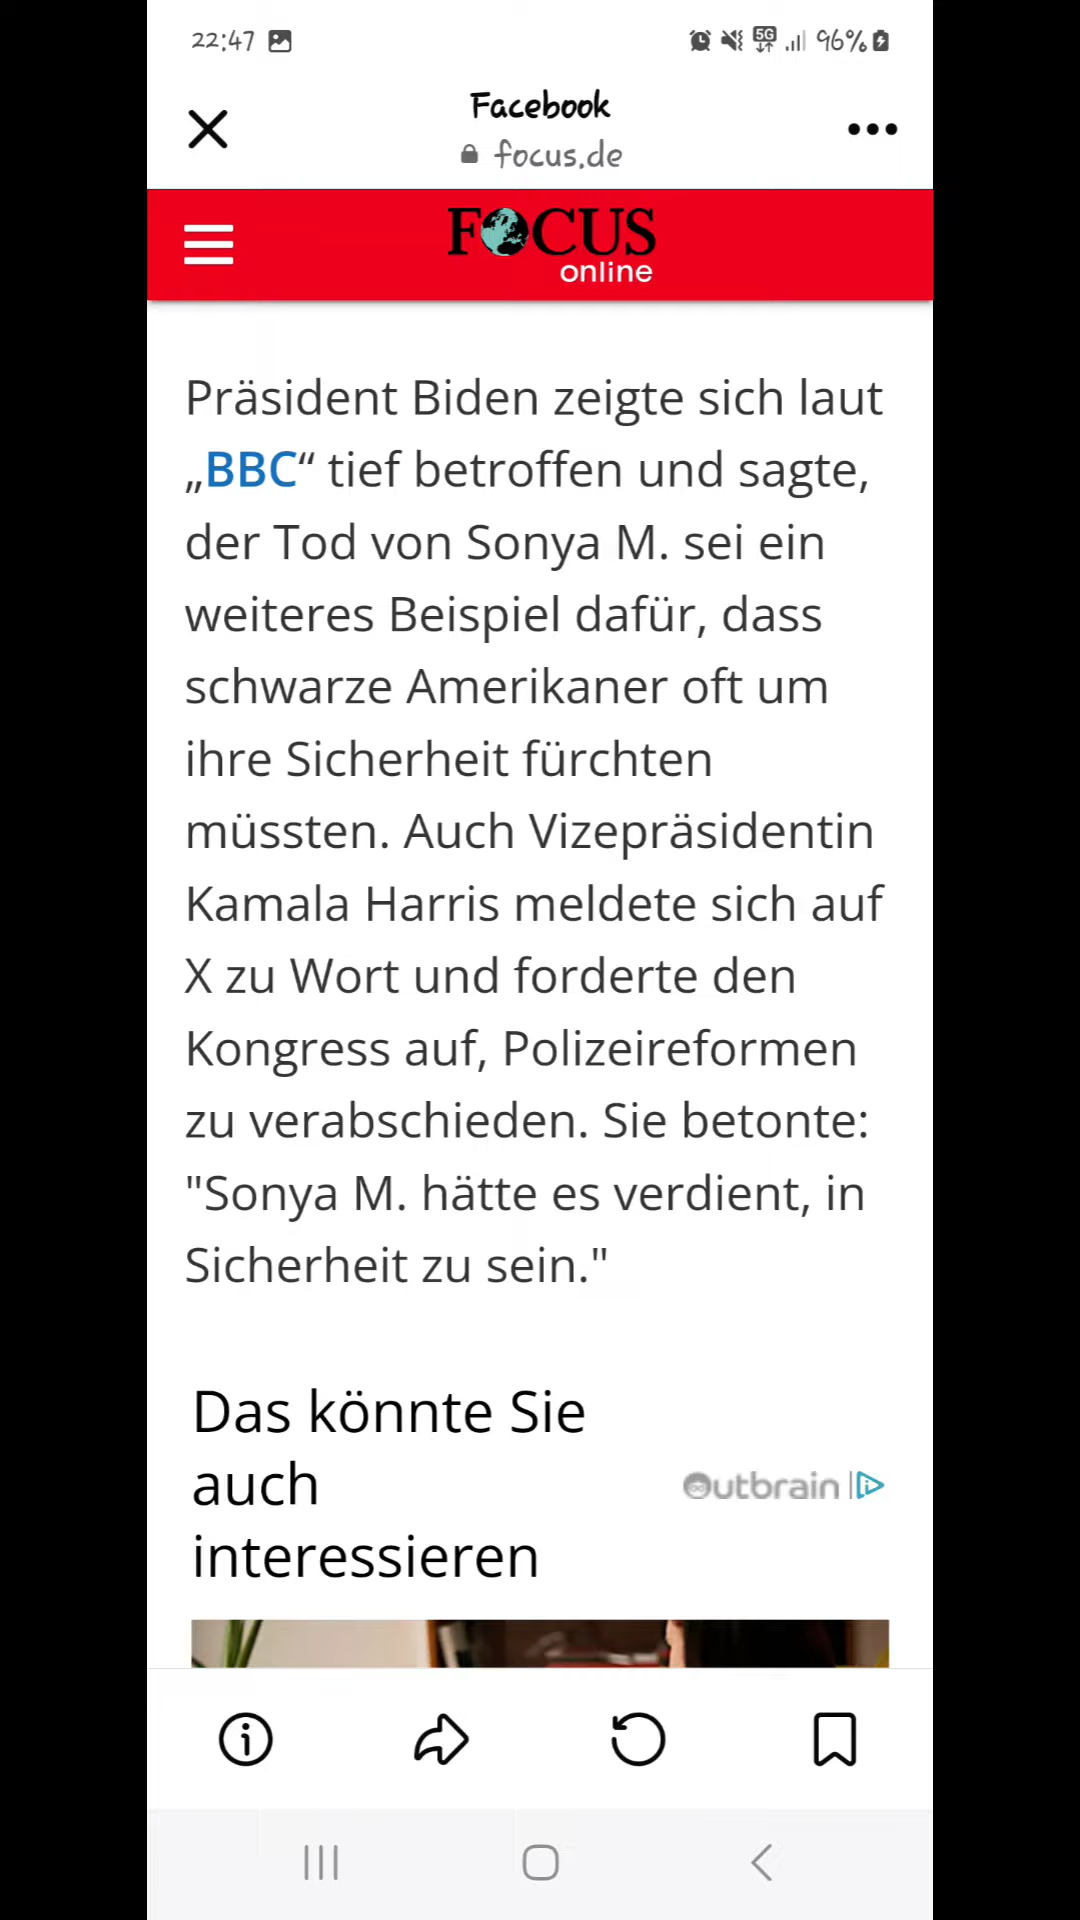 22:47
5G
96%
Facebook
focus.de
FOCUS
online
Präsident Biden zeigte sich laut
„BBC“ tief betroffen und sagte,
der Tod von Sonya M. sei ein
weiteres Beispiel dafür, dass
schwarze Amerikaner oft um
ihre Sicherheit fürchten
müssten. Auch Vizepräsidentin
Kamala Harris meldete sich auf
X zu Wort und forderte den
Kongress auf, Polizeireformen
zu verabschieden. Sie betonte:
"Sonya M. hätte es verdient, in
Sicherheit zu sein."
Das könnte Sie
auch
interessieren
Outbrain